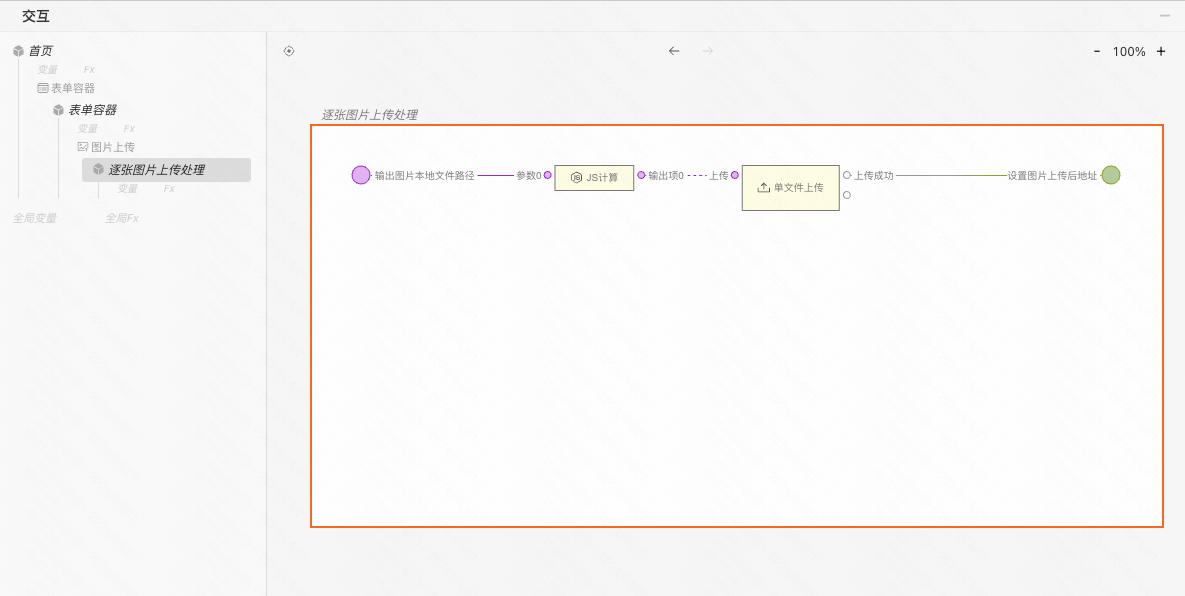 交互
首页
变量 Fx
表单容器
表单容器
变量 Fx
图片上传
逐张图片上传处理
变量 Fx
全局变量 全局Fx
- 100% +
逐张图片上传处理
输出图片本地文件路径 参数0 JS计算 输出项0 上传 单文件上传 上传成功 设置图片上传后地址